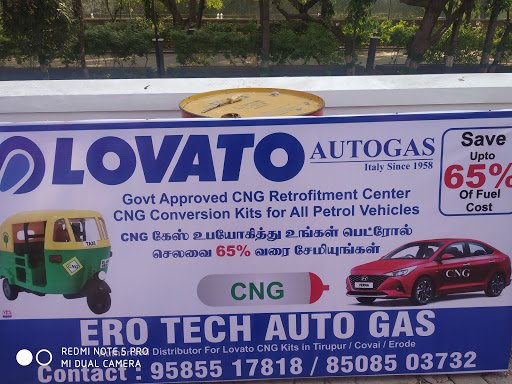 LOVATO AUTOGAS
Italy Since 1958
Save
Upto
65%
Of Fuel
Cost
Govt Approved CNG Retrofitment Center
CNG Conversion Kits for All Petrol Vehicles
CNG கேஸ் உபயோகித்து உங்கள் பெட்ரோல்
செலவை 65% வரை சேமியுங்கள்
TAXI
CNG
CNG
CNG
ERO TECH AUTO GAS
Distributor For Lovato CNG Kits in Tirupur / Covai / Erode
Contact : 95855 17818 / 85085 03732
REDMI NOTE 5 PRO
MI DUAL CAMERA